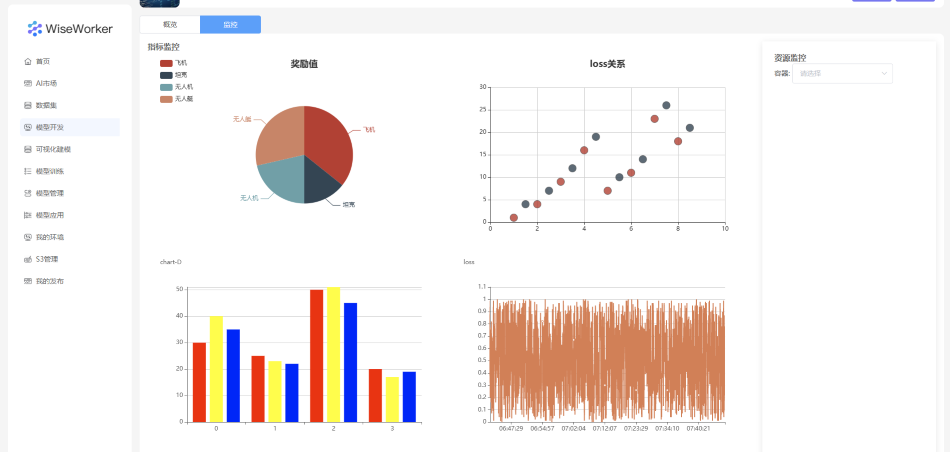 WiseWorker
首页
AI市场
数据集
模型开发
可视化建模
模型训练
模型管理
模型应用
我的环境
S3管理
我的发布
概览
监控
指标监控
飞机
坦克
无人机
无人艇
奖励值
无人艇
飞机
无人机
坦克
loss关系
30
25
20
15
10
5
0
0 2 4 6 8 10
chart-D
50
40
30
20
10
0
0 1 2 3
loss
1.1
1
0.9
0.8
0.7
0.6
0.5
0.4
0.3
0.2
0.1
0
06:47:29 06:54:57 07:02:04 07:12:07 07:23:29 07:34:10 07:40:21
资源监控
容器: 请选择